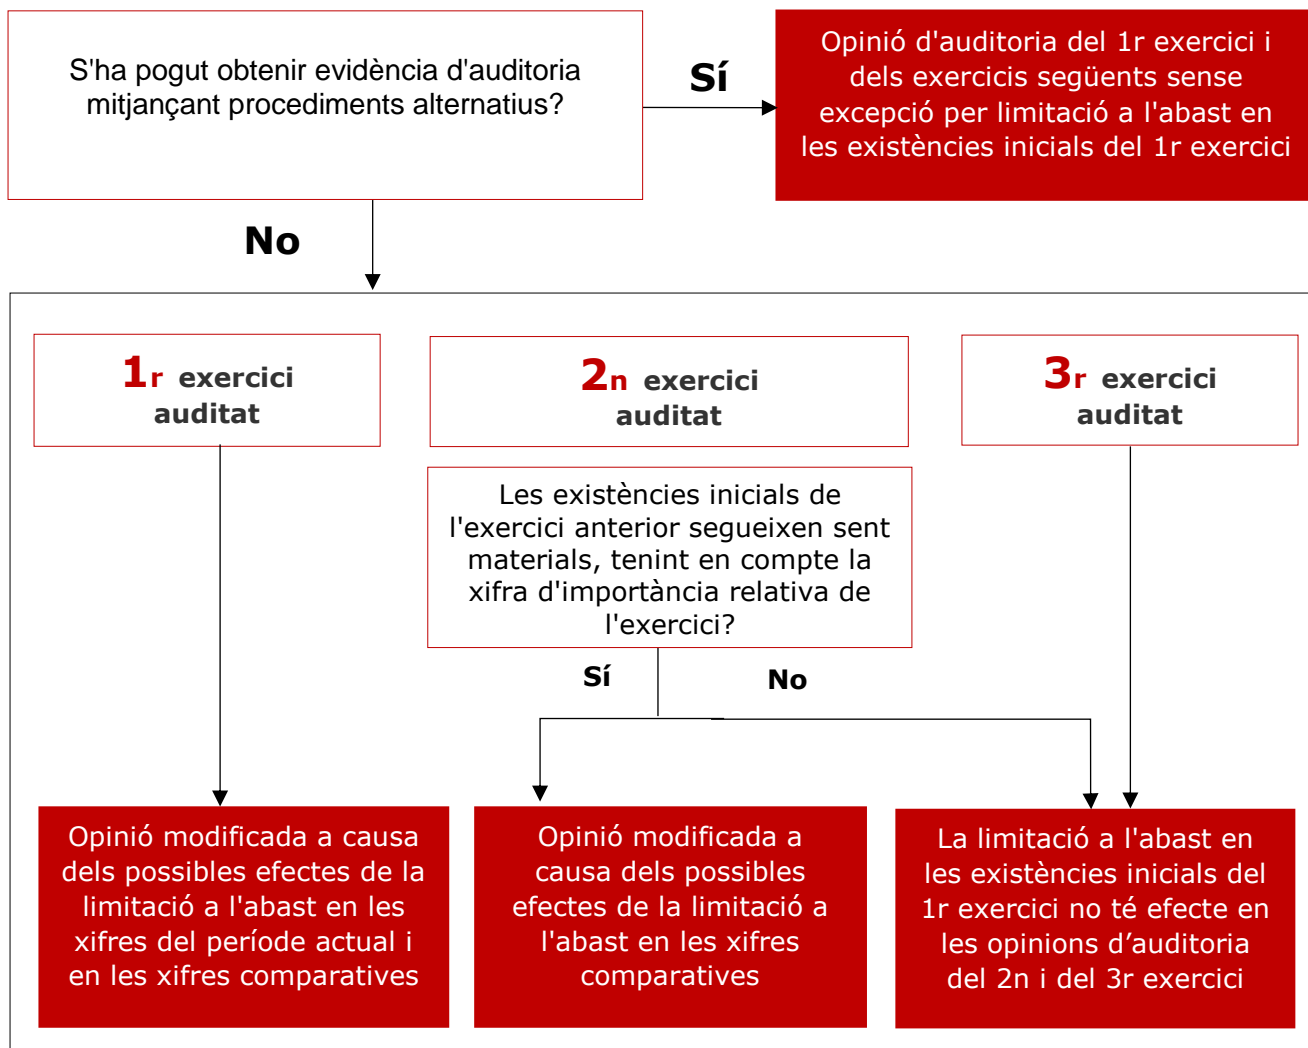 S'ha pogut obtenir evidència d'auditoria
mitjançant procediments alternatius?
Sí
Opinió d'auditoria del 1r exercici i
dels exercicis següents sense
excepció per limitació a l'abast en
les existències inicials del 1r exercici
No
1r exercici
auditat
2n exercici
auditat
3r exercici
auditat
Les existències inicials de
l'exercici anterior segueixen sent
materials, tenint en compte la
xifra d'importància relativa de
l'exercici?
Sí
No
Opinió modificada a causa
dels possibles efectes de la
limitació a l'abast en les
xifres del període actual i
en les xifres comparatives
Opinió modificada a
causa dels possibles
efectes de la limitació a
l'abast en les xifres
comparatives
La limitació a l'abast en
les existències inicials del
1r exercici no té efecte en
les opinions d’auditoria
del 2n i del 3r exercici